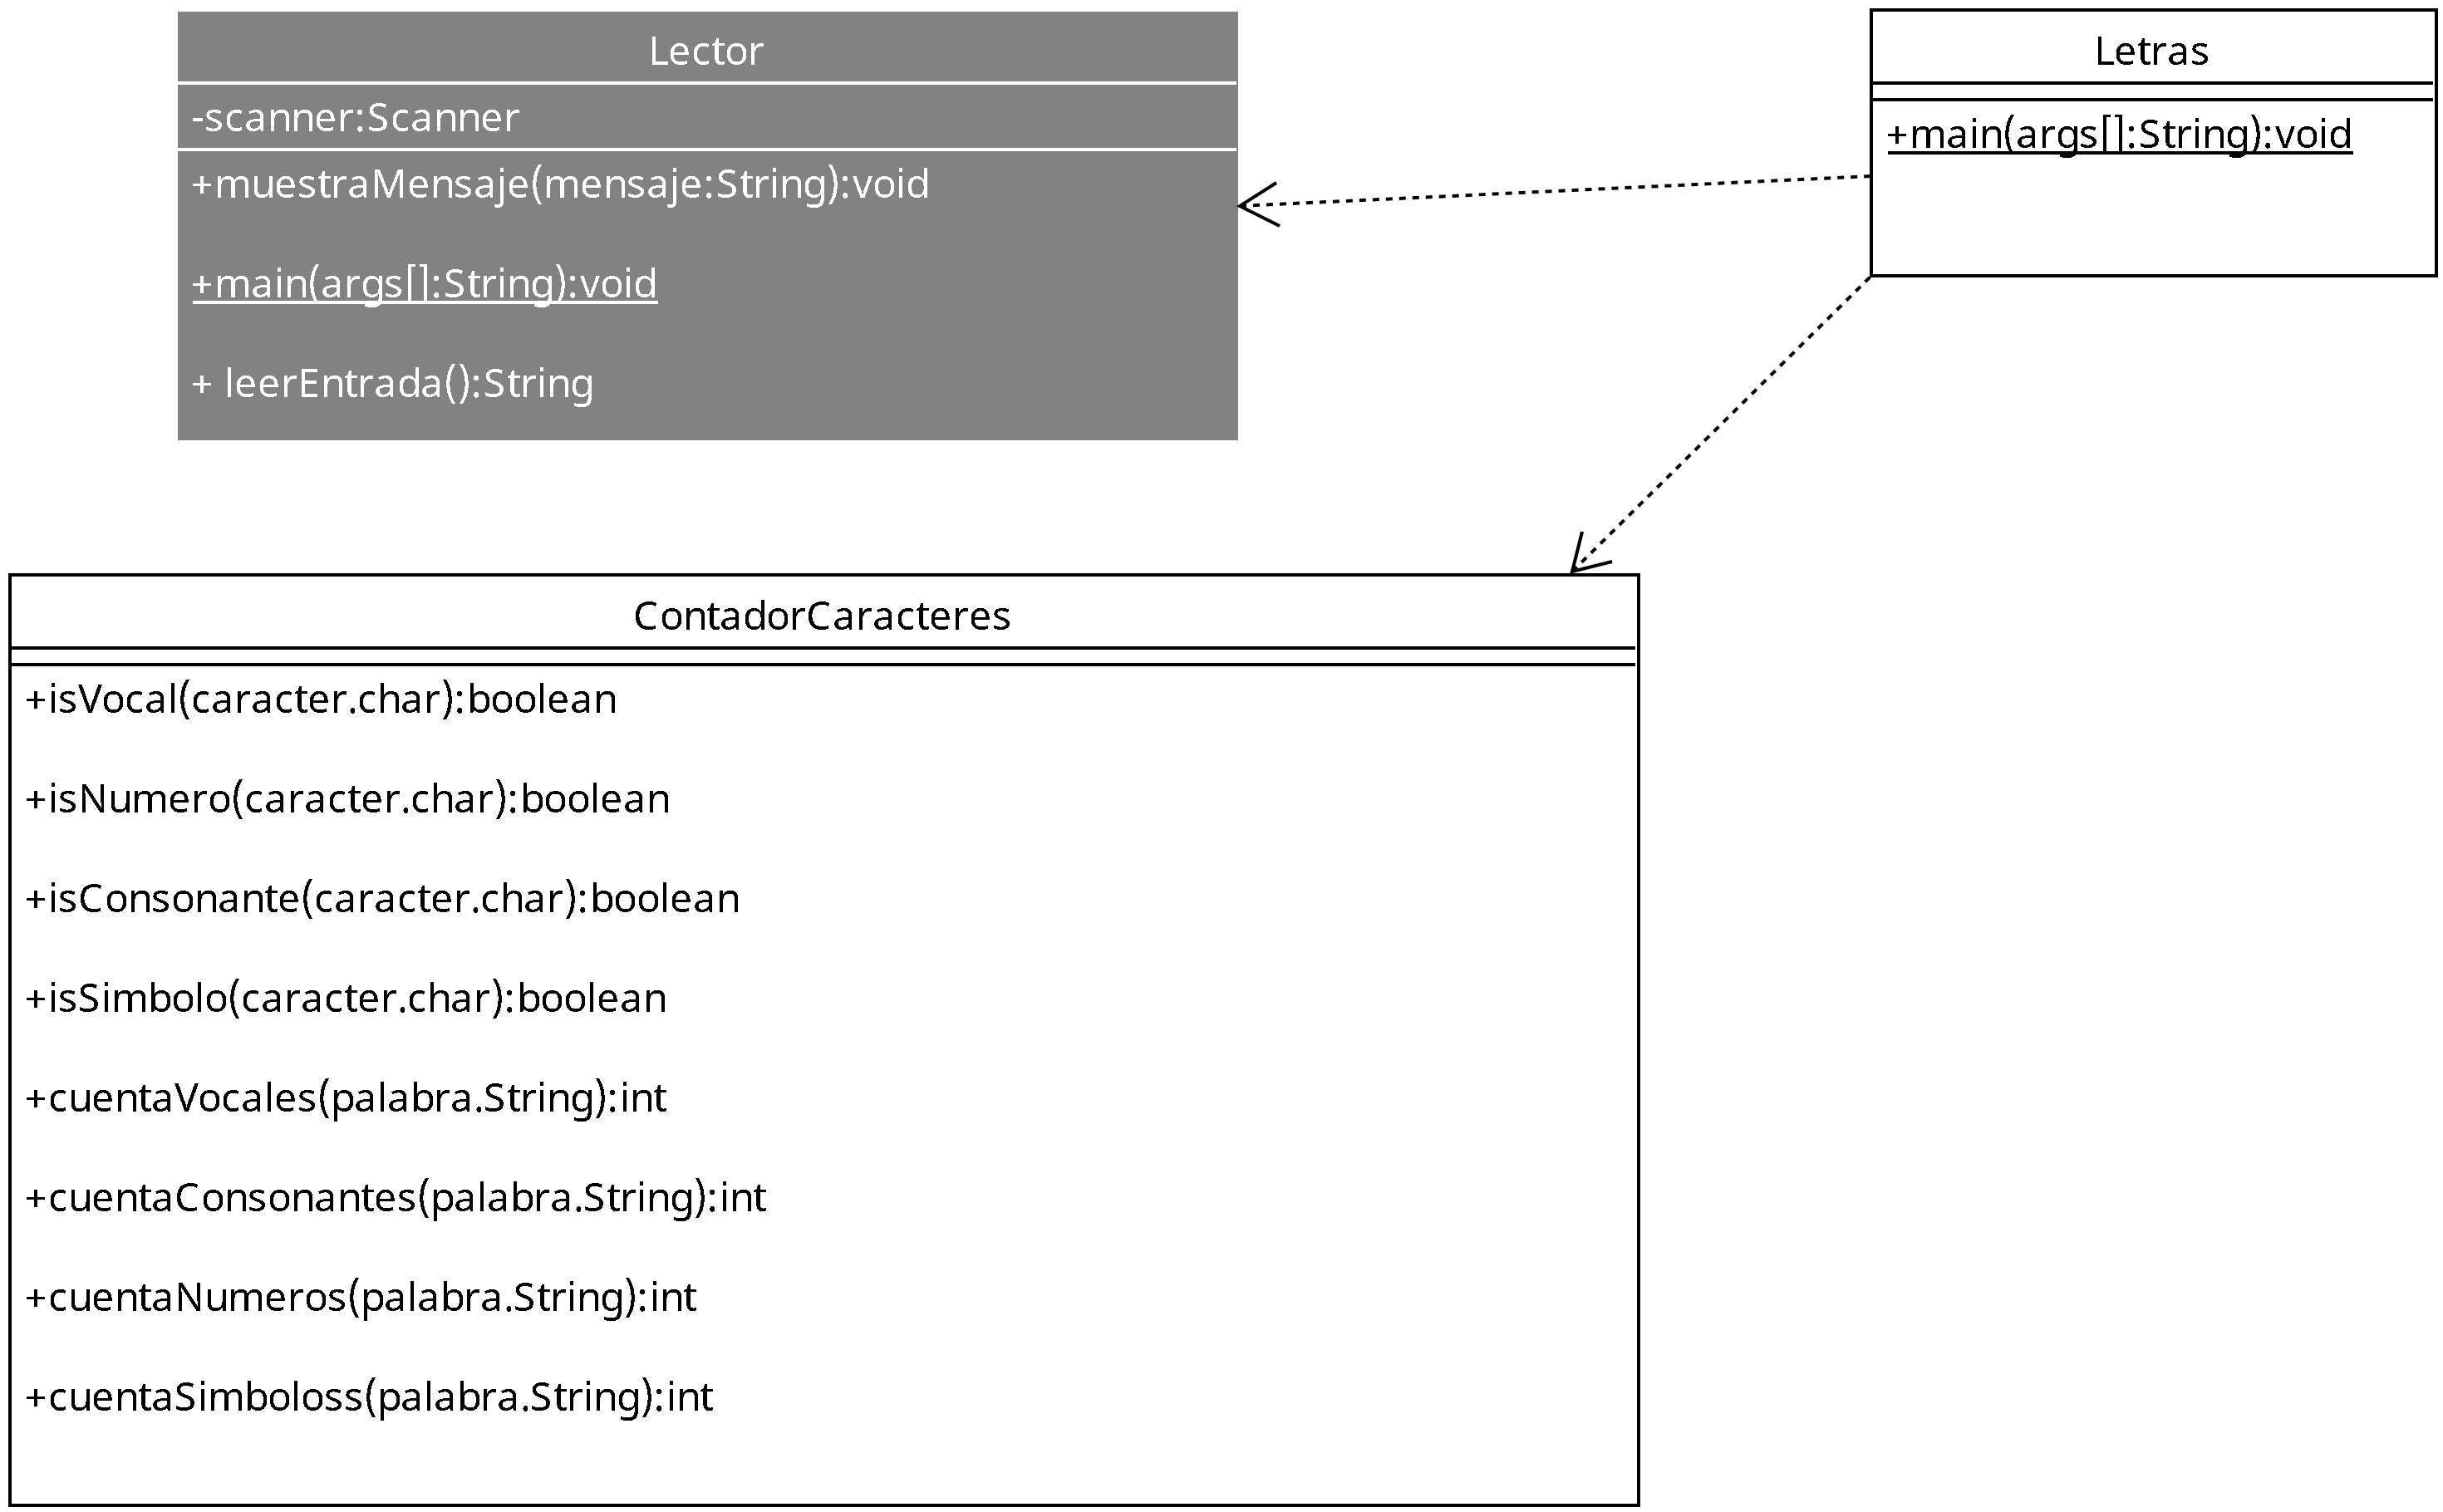 Lector
-scanner:Scanner
+muestraMensaje(mensaje:String):void
+main(args[]:String):void
+ leerEntrada():String
Letras
+main(args[]:String):void
ContadorCaracteres
+isVocal(caracter.char):boolean
+isNumero(caracter.char):boolean
+isConsonante(caracter.char):boolean
+isSimbolo(caracter.char):boolean
+cuentaVocales(palabra.String):int
+cuentaConsonantes(palabra.String):int
+cuentaNumeros(palabra.String):int
+cuentaSimboloss(palabra.String):int